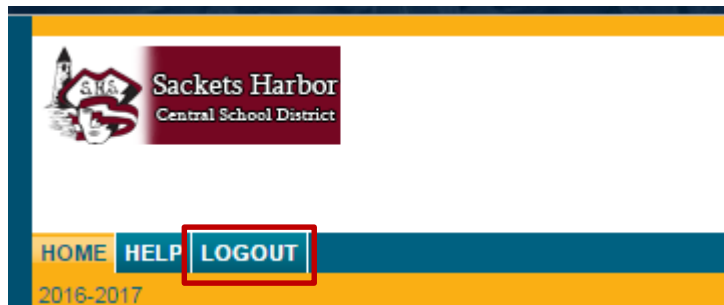 S.H.S.
Sackets Harbor
Central School District
HOME HELP LOGOUT
2016-2017